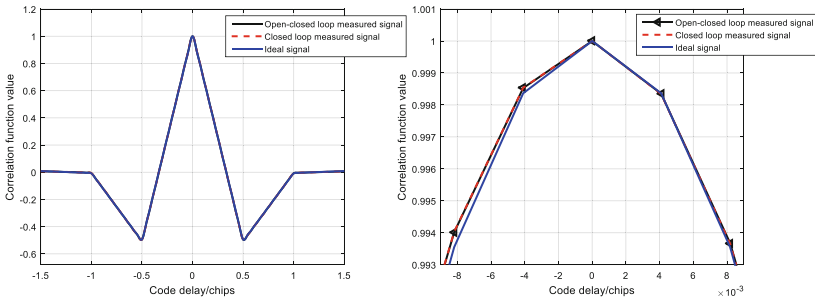 1.2
1
0.8
0.6
0.4
0.2
0
-0.2
-0.4
-0.6
Correlation function value
-1.5 -1 -0.5 0 0.5 1 1.5
Code delay/chips
Open-closed loop measured signal
Closed loop measured signal
Ideal signal
1.001
1
0.999
0.998
0.997
0.996
0.995
0.994
0.993
Correlation function value
-8 -6 -4 -2 0 2 4 6 8
Code delay/chips
×10⁻³
Open-closed loop measured signal
Closed loop measured signal
Ideal signal